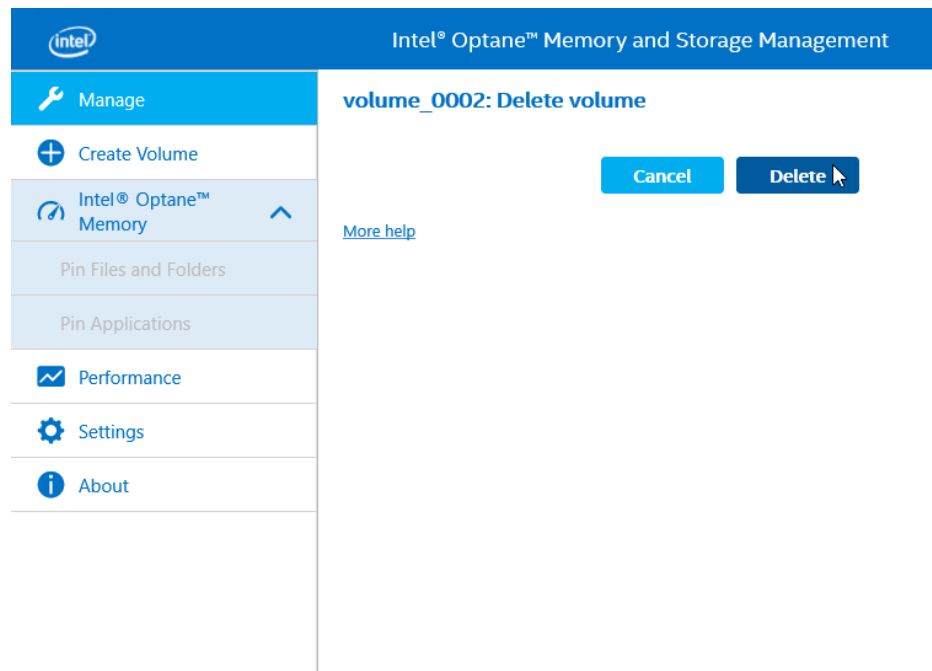 intel
Intel® Optane™ Memory and Storage Management
Manage
volume_0002: Delete volume
Create Volume
Cancel
Delete
Intel® Optane™
Memory
More help
Pin Files and Folders
Pin Applications
Performance
Settings
About